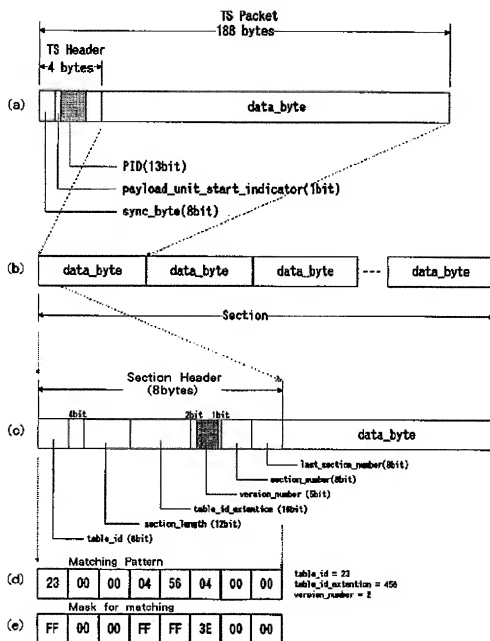 TS Packet
188 bytes
TS Header
4 bytes
(a)
data_byte
PID(13bit)
payload_unit_start_indicator(1bit)
sync_byte(8bit)
(b)
data_byte data_byte data_byte data_byte
Section
Section Header
(8bytes)
4bit 2bit 1bit
(c)
data_byte
last_section_number(8bit)
section_number(8bit)
version_number (5bit)
table_id_extention (16bit)
section_length (12bit)
table_id (8bit)
Matching Pattern
(d)
23 00 00 04 56 04 00 00
table_id = 23
table_id_extention = 456
version_number = 2
Mask for matching
(e)
FF 00 00 FF FF 3E 00 00